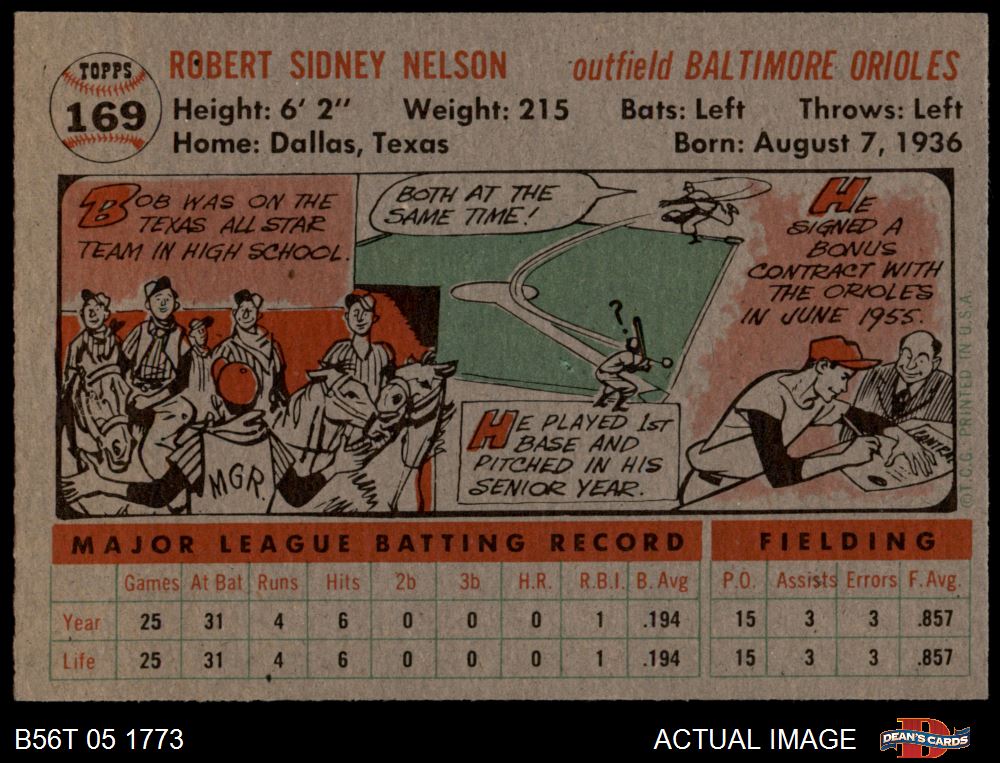 TOPPS
169
ROBERT SIDNEY NELSON outfield BALTIMORE ORIOLES
Height: 6' 2" Weight: 215 Bats: Left Throws: Left
Home: Dallas, Texas Born: August 7, 1936
BOB WAS ON THE
TEXAS ALL STAR
TEAM IN HIGH SCHOOL.
MGR.
BOTH AT THE
SAME TIME!
?
HE PLAYED 1ST
BASE AND
PITCHED IN HIS
SENIOR YEAR.
HE
SIGNED A
BONUS
CONTRACT WITH
THE ORIOLES
IN JUNE 1955.
©T.C.G. PRINTED IN U.S.A.
MAJOR LEAGUE BATTING RECORD FIELDING
Games At Bat Runs Hits 2b 3b H.R. R.B.I. B. Avg P.O. Assists Errors F. Avg.
Year 25 31 4 6 0 0 0 1 .194 15 3 3 .857
Life 25 31 4 6 0 0 0 1 .194 15 3 3 .857
B56T 05 1773 ACTUAL IMAGE
DEAN'S CARDS